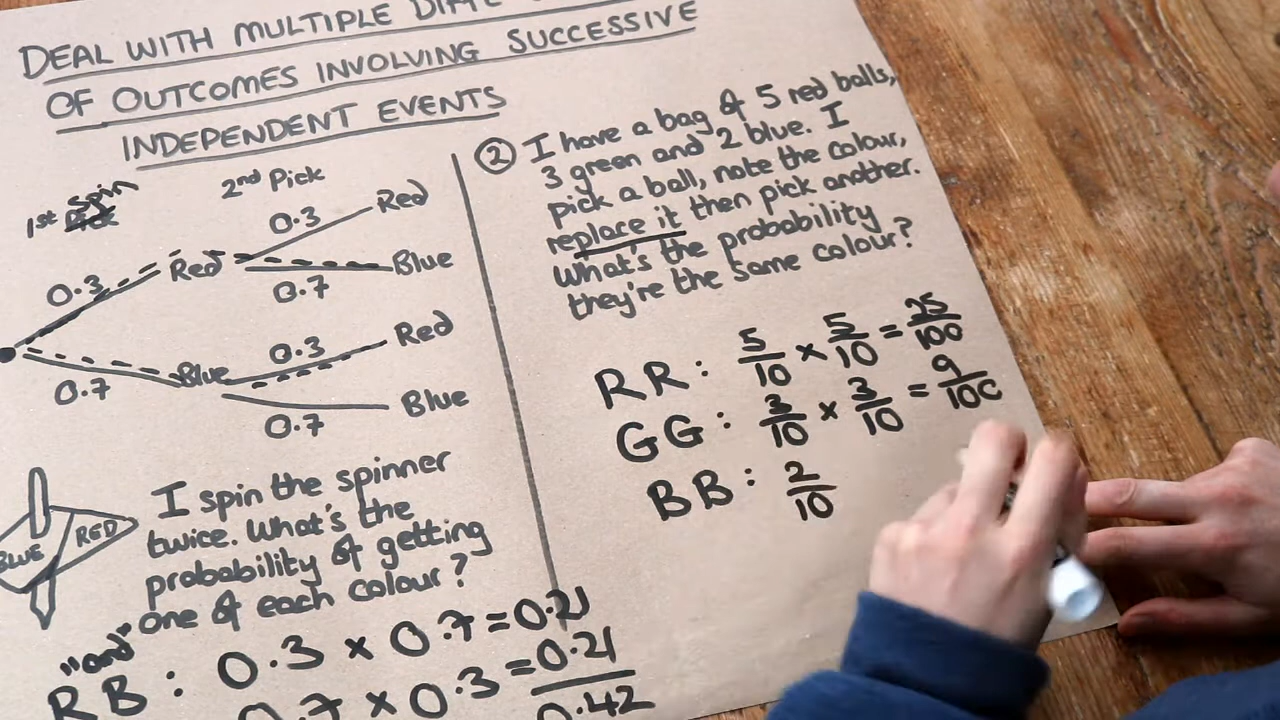 DEAL WITH MULTIPLE
OF OUTCOMES INVOLVING SUCCESSIVE
INDEPENDENT EVENTS
1st Spin
2nd Pick
0.3
Red
0.3
Red
0.7
Blue
0.7
Blue
0.3
Red
0.7
Blue
BLUE
RED
I spin the spinner
twice. What's the
probability of getting
one of each colour?
"and"
RB: 0.3 x 0.7 = 0.21
0.7 x 0.3 = 0.21
0.42
② I have a bag of 5 red balls,
3 green and 2 blue. I
pick a ball, note the colour,
replace it then pick another.
What's the probability
they're the same colour?
RR: 5/10 x 5/10 = 25/100
GG: 3/10 x 3/10 = 9/100
BB: 2/10